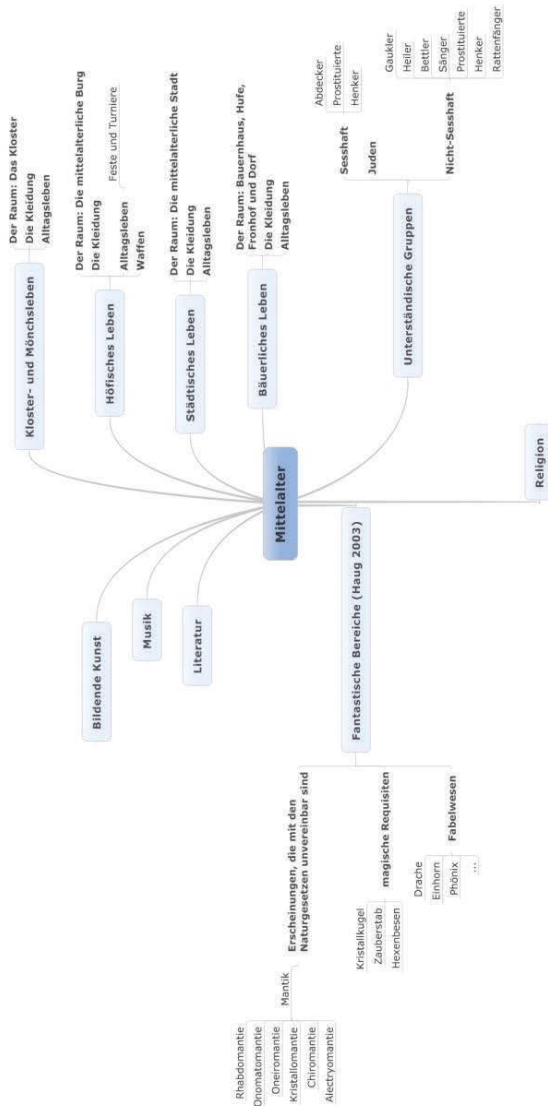 Mittelalter
Kloster- und Mönchsleben
Der Raum: Das Kloster
Die Kleidung
Alltagsleben
Höfisches Leben
Der Raum: Die mittelalterliche Burg
Die Kleidung
Alltagsleben
Feste und Turniere
Waffen
Städtisches Leben
Der Raum: Die mittelalterliche Stadt
Die Kleidung
Alltagsleben
Bäuerliches Leben
Der Raum: Bauernhaus, Hufe,
Fronhof und Dorf
Die Kleidung
Alltagsleben
Unterständische Gruppen
Sesshaft
Abdecker
Prostituierte
Henker
Juden
Nicht-Sesshaft
Gaukler
Heiler
Bettler
Sänger
Prostituierte
Henker
Rattenfänger
Religion
Bildende Kunst
Musik
Literatur
Fantastische Bereiche (Haug 2003)
Erscheinungen, die mit den
Naturgesetzen unvereinbar sind
Mantik
Rhabdomantie
Onomatomantie
Oneiromantie
Kristallomantie
Chiromantie
Alectryomantie
magische Requisiten
Kristallkugel
Zauberstab
Hexenbesen
Fabelwesen
Drache
Einhorn
Phönix
...